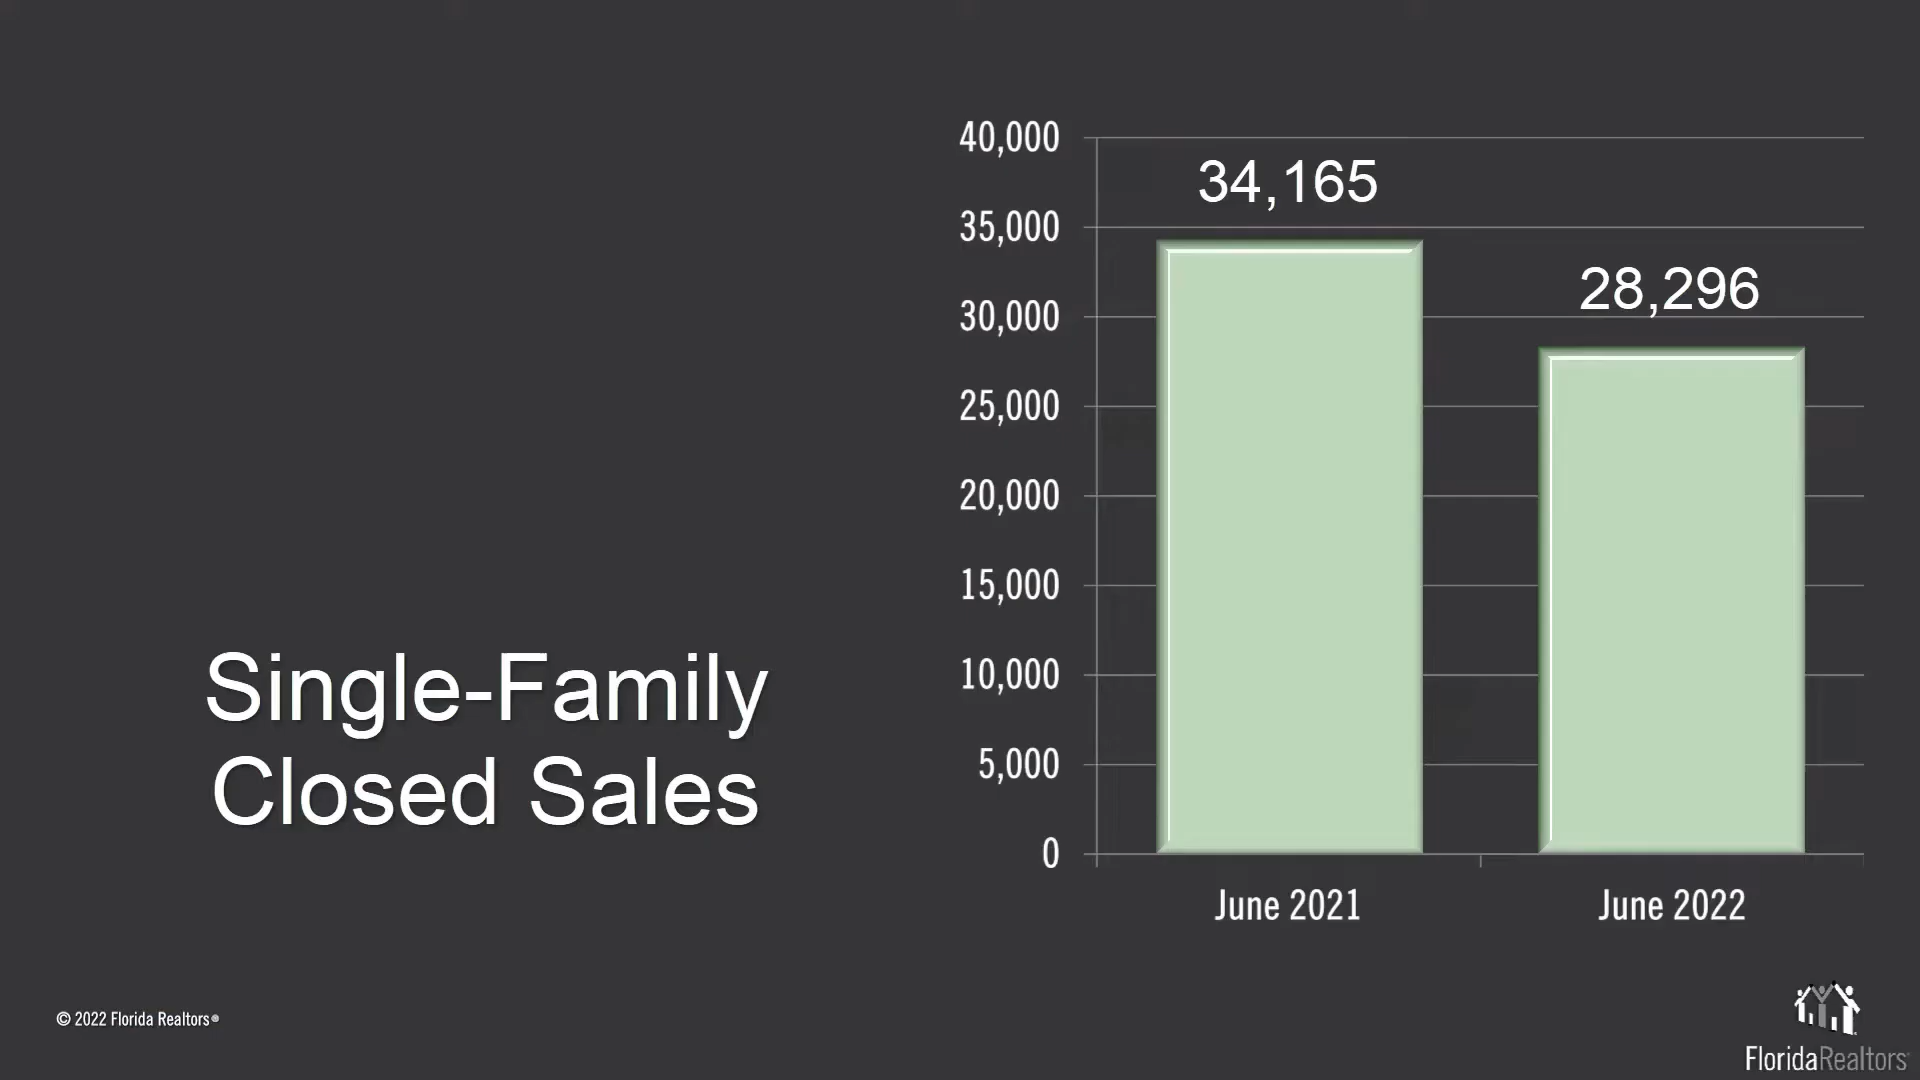 40,000
34,165
35,000
28,296
30,000
25,000
20,000
15,000
Single-Family
10,000
Closed Sales
5,000
0
June 2021
June 2022
© 2022 Florida Realtors®
FloridaRealtors